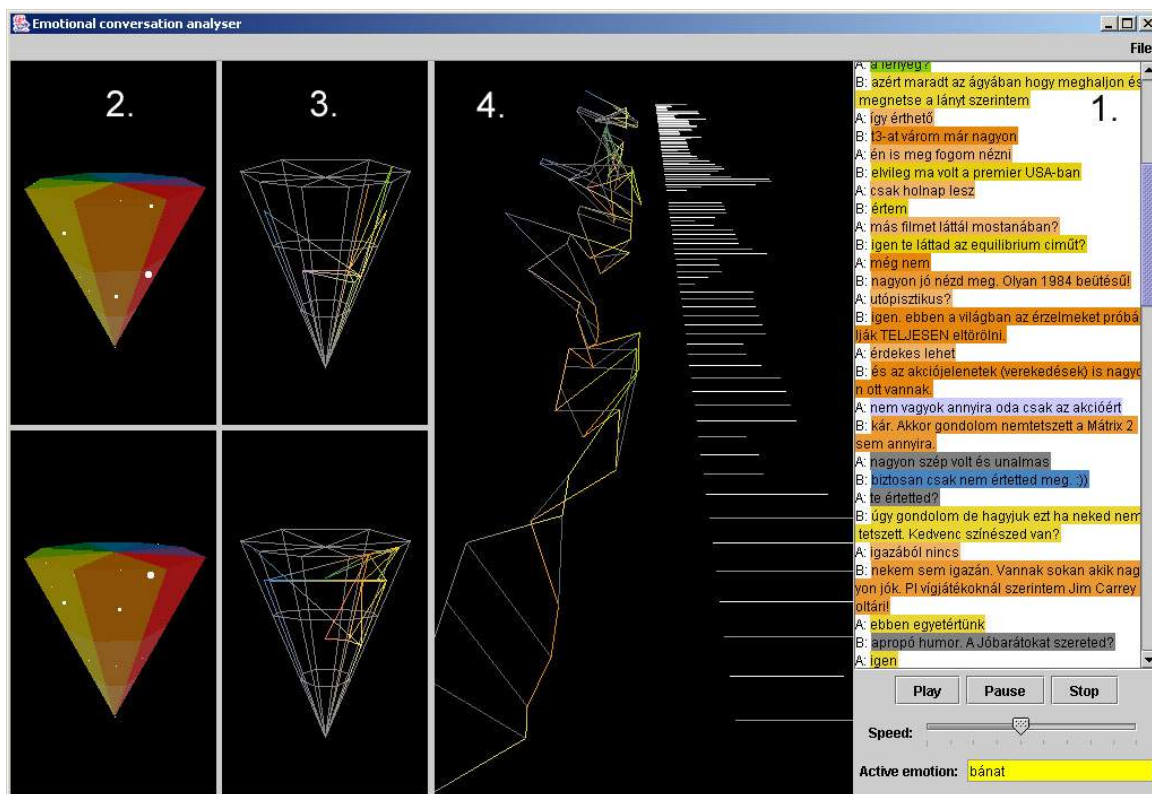 Emotional conversation analyser
File
2.
3.
4.
1.
A: a lényeg?
B: azért maradt az ágyában hogy meghaljon és
megnetse a lányt szerintem
A: így érthető
B: t3-at várom már nagyon
A: én is meg fogom nézni
B: elvileg ma volt a premier USA-ban
A: csak holnap lesz
B: értem
A: más filmet láttál mostanában?
B: igen te láttad az equilibrium címűt?
A: még nem
B: nagyon jó nézd meg. Olyan 1984 beütésű!
A: utópisztikus?
B: igen. ebben a világban az érzelmeket próbá
lják TELJESEN eltörölni.
A: érdekes lehet
B: és az akciójelenetek (verekedések) is nagyo
n ott vannak.
A: nem vagyok annyira oda csak az akcióért
B: kár. Akkor gondolom nemtetszett a Mátrix 2
sem annyira.
A: nagyon szép volt és unalmas
B: biztosan csak nem értetted meg. :))
A: te értetted?
B: úgy gondolom de hagyjuk ezt ha neked nem
tetszett. Kedvenc színészed van?
A: igazából nincs
B: nekem sem igazán. Vannak sokan akik nag
yon jók. Pl vígjátékoknál szerintem Jim Carrey
oltári!
A: ebben egyetértünk
B: apropó humor. A Jóbarátokat szereted?
A: igen
Play Pause Stop
Speed:
Active emotion: bánat